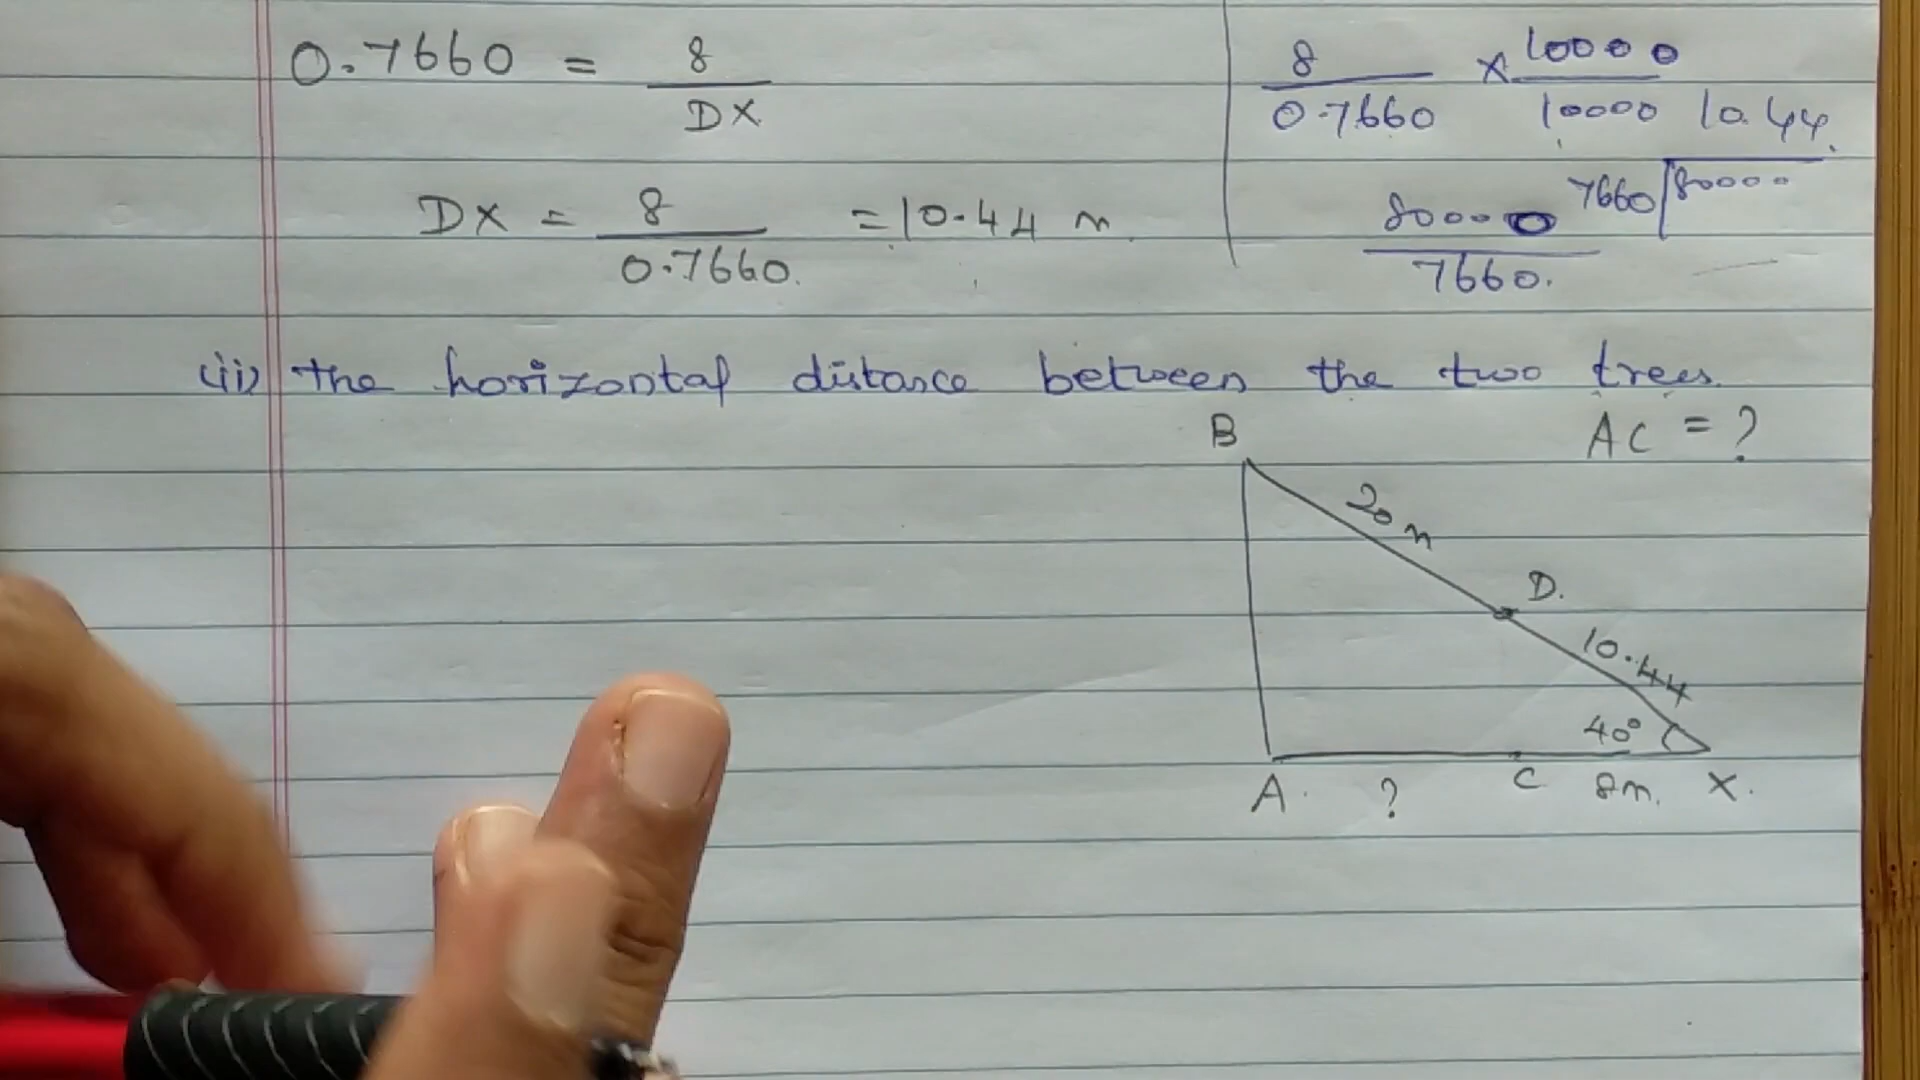 0.7660 = 8 / DX
8 / 0.7660 × 10000 / 10000
10.44
DX = 8 / 0.7660. = 10.44 m
80000 / 7660.
7660 80000
(ii) The horizontal distance between the two trees.
AC = ?
B
20 m
D.
10.44
40°
A. ? C 8m. X.